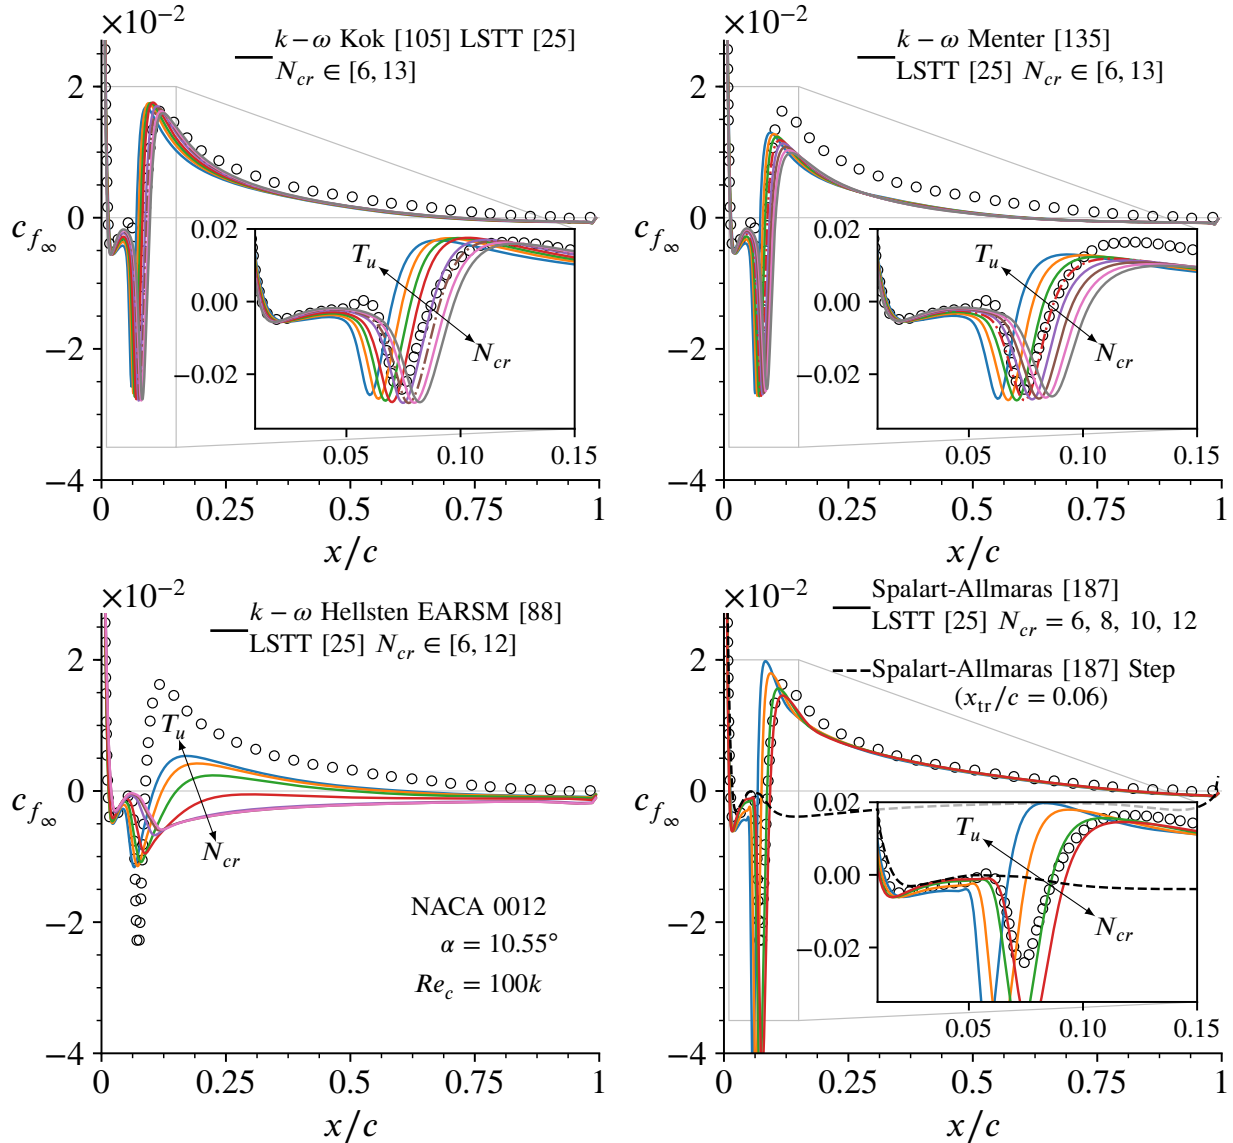 ×10⁻²
k − ω Kok [105] LSTT [25]
N_cr ∈ [6, 13]
2
0
−2
−4
c_f∞
0.02
0.00
−0.02
T_u
N_cr
0.05
0.10
0.15
0
0.25
0.5
0.75
1
x/c
×10⁻²
k − ω Menter [135]
LSTT [25] N_cr ∈ [6, 13]
2
0
−2
−4
c_f∞
0.02
0.00
−0.02
T_u
N_cr
0.05
0.10
0.15
0
0.25
0.5
0.75
1
x/c
×10⁻²
k − ω Hellsten EARSM [88]
LSTT [25] N_cr ∈ [6, 12]
2
0
−2
−4
c_f∞
T_u
N_cr
NACA 0012
α = 10.55°
Re_c = 100k
0
0.25
0.5
0.75
1
x/c
×10⁻²
Spalart-Allmaras [187]
LSTT [25] N_cr = 6, 8, 10, 12
Spalart-Allmaras [187] Step
(x_tr/c = 0.06)
2
0
−2
−4
c_f∞
0.02
0.00
−0.02
T_u
N_cr
0.05
0.10
0.15
0
0.25
0.5
0.75
1
x/c